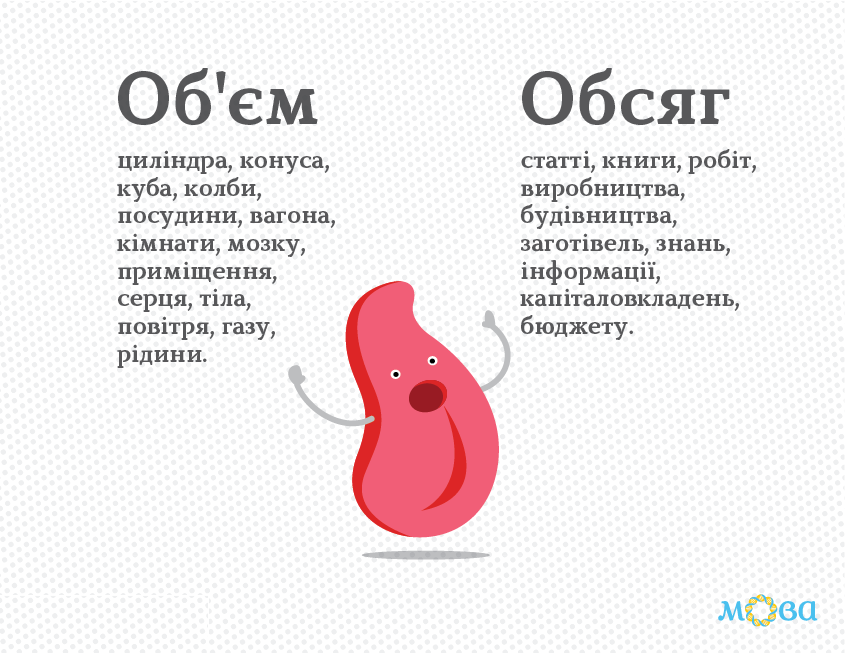 Об'єм
циліндра, конуса,
куба, колби,
посудини, вагона,
кімнати, мозку,
приміщення,
серця, тіла,
повітря, газу,
рідини.
Обсяг
статті, книги, робіт,
виробництва,
будівництва,
заготівель, знань,
інформації,
капіталовкладень,
бюджету.
мова